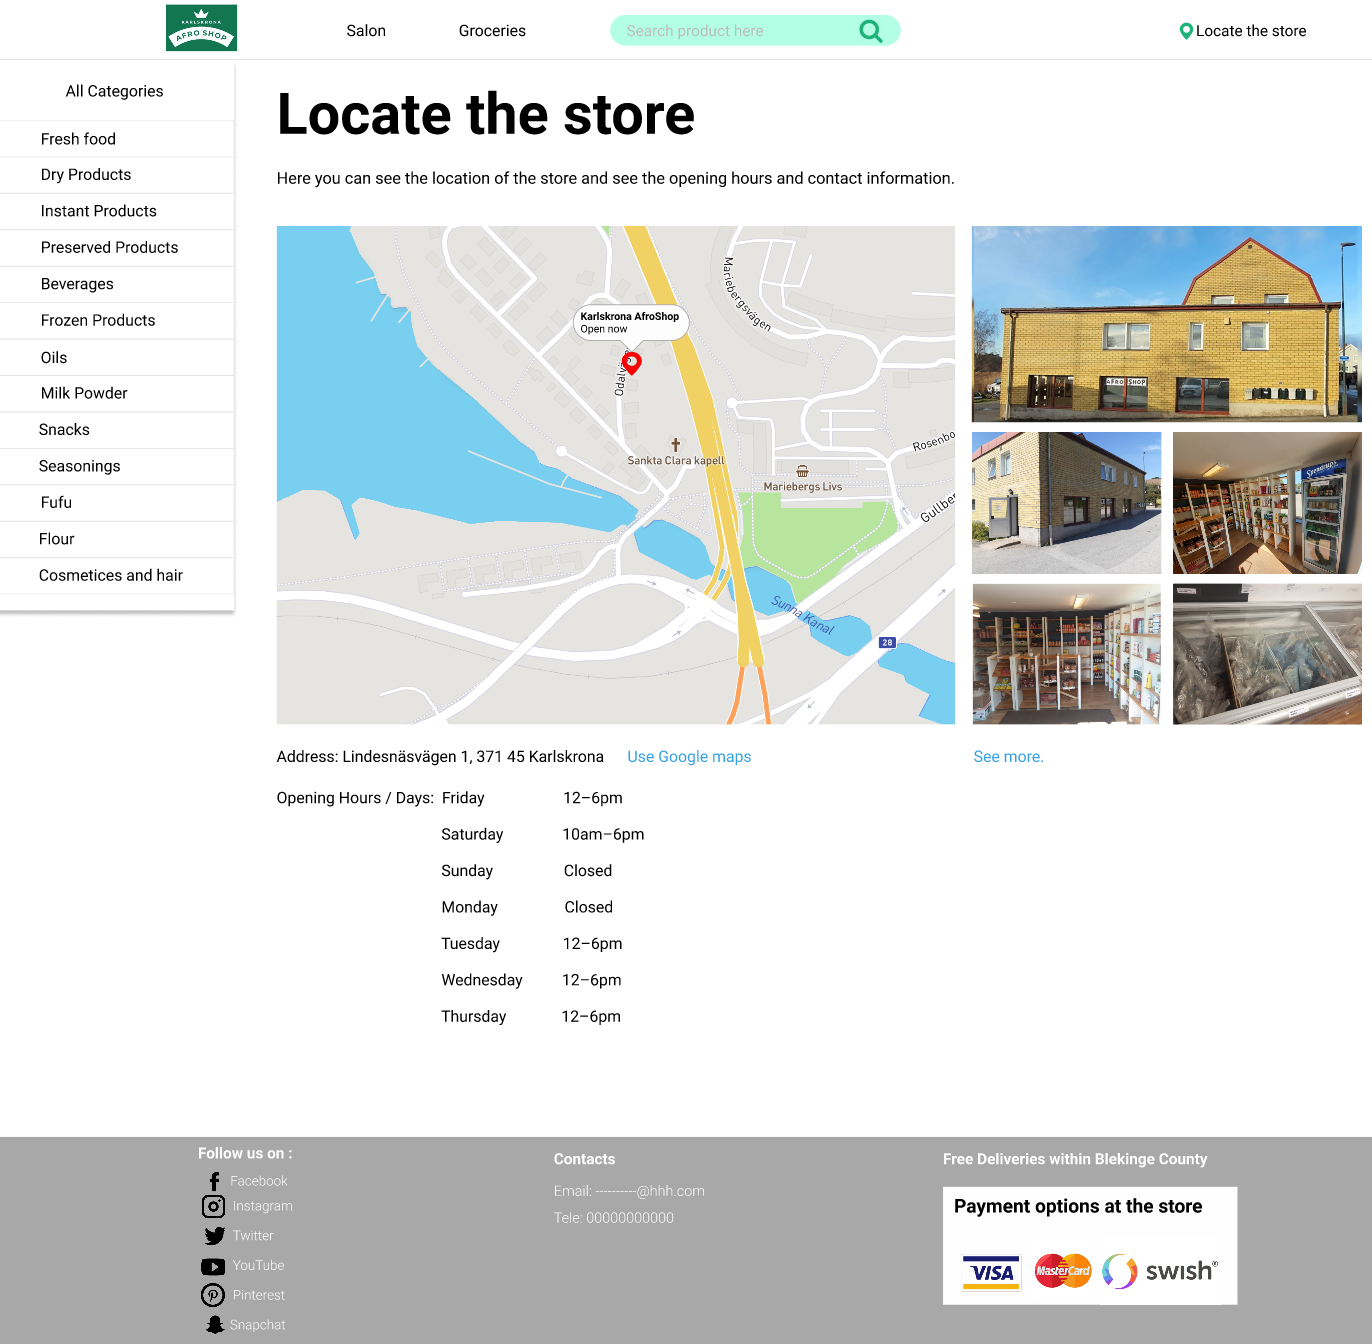 KARLSKRONA
AFRO SHOP
Salon
Groceries
Search product here
Locate the store
All Categories
Fresh food
Dry Products
Instant Products
Preserved Products
Beverages
Frozen Products
Oils
Milk Powder
Snacks
Seasonings
Fufu
Flour
Cosmetices and hair
Locate the store
Here you can see the location of the store and see the opening hours and contact information.
Mariebergsvägen
Karlskrona AfroShop
Open now
Sankta Clara kapell
Mariebergs Livs
Sunna Kanal
28
AFRO SHOP
Address: Lindesnäsvägen 1, 371 45 Karlskrona Use Google maps
See more.
Opening Hours / Days: Friday 12–6pm
Saturday 10am–6pm
Sunday Closed
Monday Closed
Tuesday 12–6pm
Wednesday 12–6pm
Thursday 12–6pm
Follow us on :
Facebook
Instagram
Twitter
YouTube
Pinterest
Snapchat
Contacts
Email: ----------@hhh.com
Tele: 00000000000
Free Deliveries within Blekinge County
Payment options at the store
VISA
MasterCard
swish®